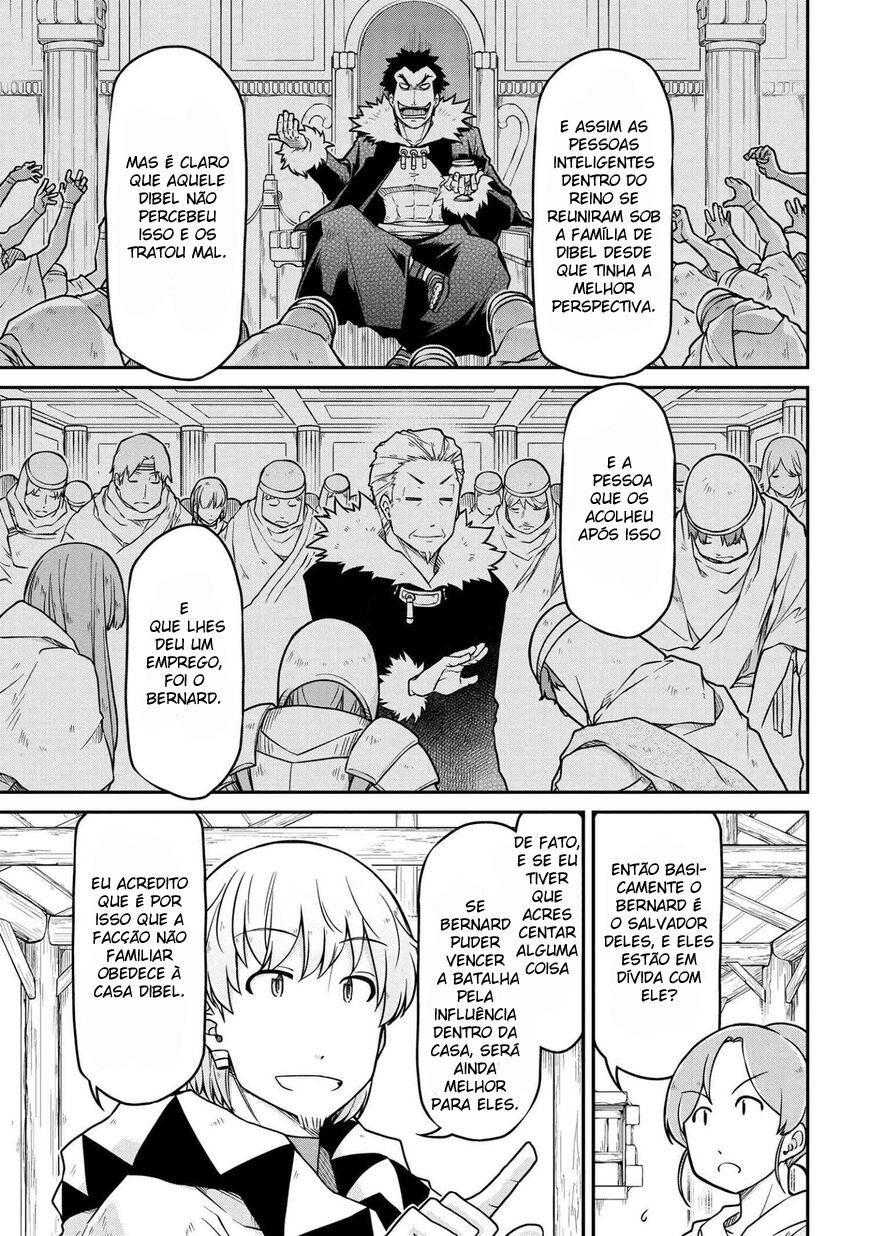 E ASSIM AS
PESSOAS
INTELIGENTES
DENTRO DO
REINO SE
REUNIRAM SOB
A FAMÍLIA DE
DIBEL DESDE
QUE TINHA A
MELHOR
PERSPECTIVA.
MAS É CLARO
QUE AQUELE
DIBEL NÃO
PERCEBEU
ISSO E OS
TRATOU MAL.
E A
PESSOA
QUE OS
ACOLHEU
APÓS ISSO
E
QUE LHES
DEU UM
EMPREGO,
FOI O
BERNARD.
ENTÃO BASI-
CAMENTE O
BERNARD É
O SALVADOR
DELES, E ELES
ESTÃO EM
DÍVIDA COM
ELE?
DE FATO,
E SE EU
TIVER
QUE
ACRES
CENTAR
ALGUMA
COISA
SE
BERNARD
PUDER
VENCER
A BATALHA
PELA
INFLUÊNCIA
DENTRO DA
CASA, SERÁ
AINDA
MELHOR
PARA ELES.
EU ACREDITO
QUE É POR
ISSO QUE A
FACÇÃO NÃO
FAMILIAR
OBEDECE À
CASA DIBEL.